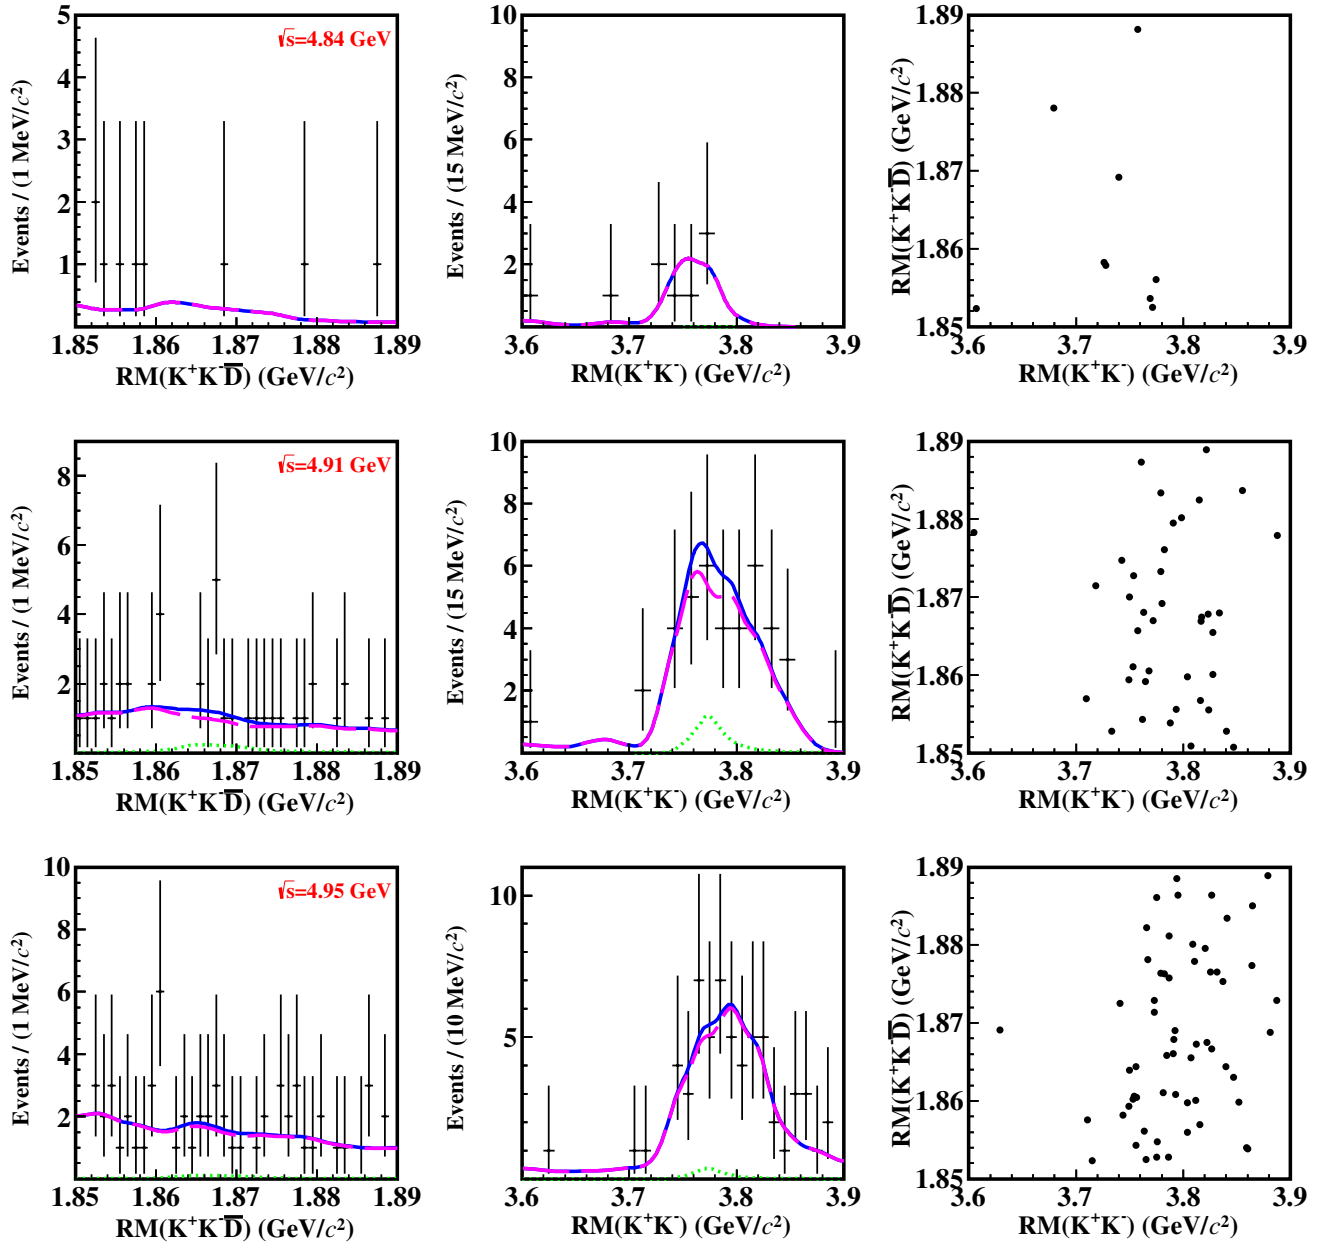 5
4
3
2
1
√s=4.84 GeV
Events / (1 MeV/c²)
1.85 1.86 1.87 1.88 1.89
RM(K⁺K⁻D̅) (GeV/c²)
10
8
6
4
2
Events / (15 MeV/c²)
3.6 3.7 3.8 3.9
RM(K⁺K⁻) (GeV/c²)
1.89
1.88
1.87
1.86
1.85
RM(K⁺K⁻D̅) (GeV/c²)
3.6 3.7 3.8 3.9
RM(K⁺K⁻) (GeV/c²)
8
6
4
2
√s=4.91 GeV
Events / (1 MeV/c²)
1.85 1.86 1.87 1.88 1.89
RM(K⁺K⁻D̅) (GeV/c²)
10
8
6
4
2
Events / (15 MeV/c²)
3.6 3.7 3.8 3.9
RM(K⁺K⁻) (GeV/c²)
1.89
1.88
1.87
1.86
1.85
RM(K⁺K⁻D̅) (GeV/c²)
3.6 3.7 3.8 3.9
RM(K⁺K⁻) (GeV/c²)
10
8
6
4
2
√s=4.95 GeV
Events / (1 MeV/c²)
1.85 1.86 1.87 1.88 1.89
RM(K⁺K⁻D̅) (GeV/c²)
10
5
Events / (10 MeV/c²)
3.6 3.7 3.8 3.9
RM(K⁺K⁻) (GeV/c²)
1.89
1.88
1.87
1.86
1.85
RM(K⁺K⁻D̅) (GeV/c²)
3.6 3.7 3.8 3.9
RM(K⁺K⁻) (GeV/c²)